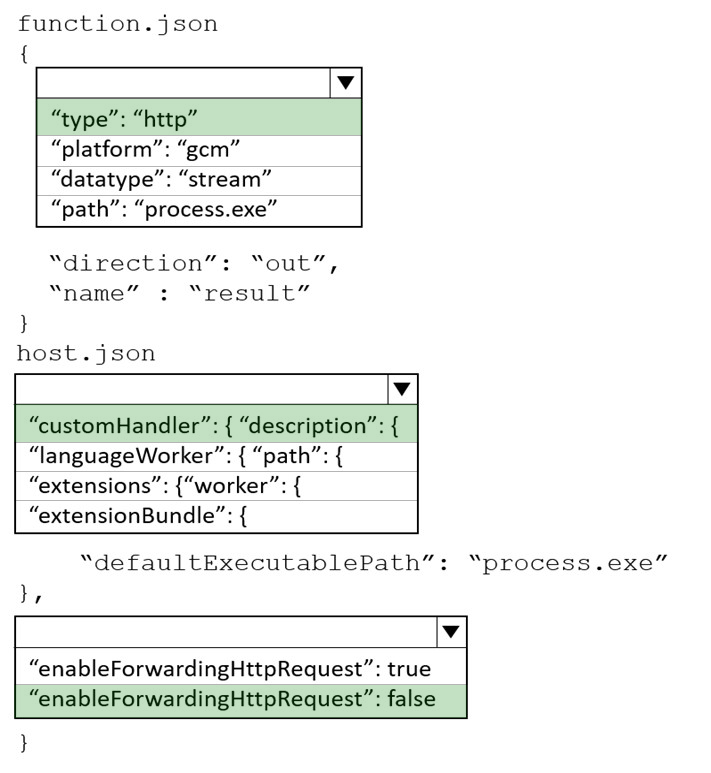 function.json
{
“type”: “http”
“platform”: “gcm”
“datatype”: “stream”
“path”: “process.exe”
“direction”: “out”,
“name” : “result”
}
host.json
“customHandler”: { “description”: {
“languageWorker”: { “path”: {
“extensions”: {“worker”: {
“extensionBundle”: {
“defaultExecutablePath”: “process.exe”
},
“enableForwardingHttpRequest”: true
“enableForwardingHttpRequest”: false
}